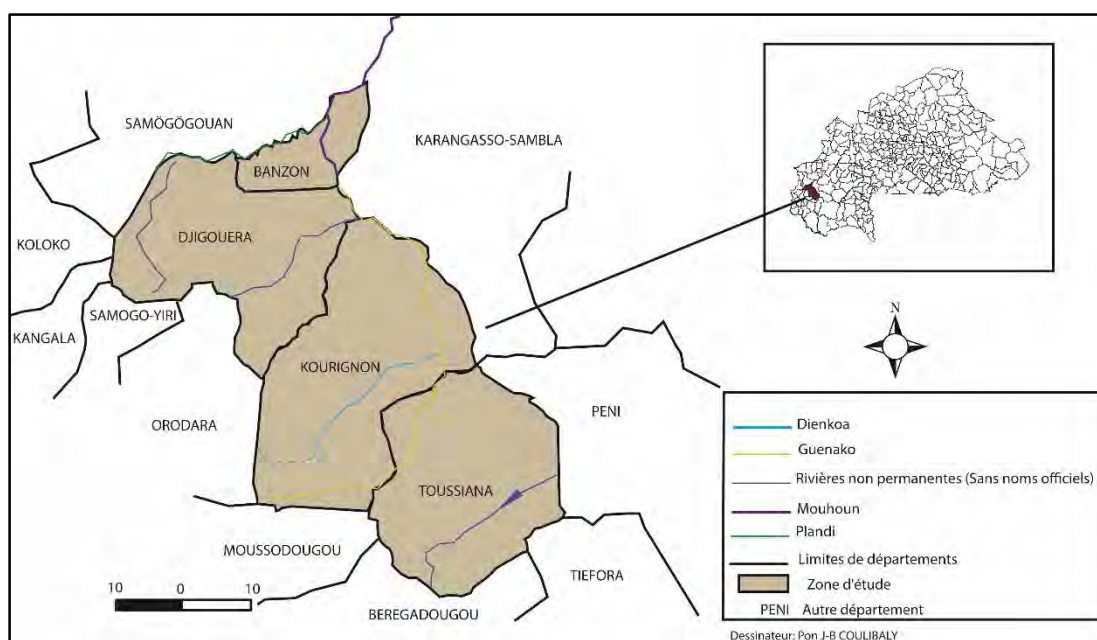 SAMÖGÖGOUAN
KARANGASSO-SAMBLA
BANZON
DJIGOUERA
KOLOKO
SAMOGO-YIRI
KANGALA
KOURIGNON
ORODARA
PENI
TOUSSIANA
MOUSSODOUGOU
TIEFORA
BEREGADOUGOU
10 0 10
N
Dienkoa
Guenako
Rivières non permanentes (Sans noms officiels)
Mouhoun
Plandi
Limites de départements
Zone d'étude
PENI Autre département
Dessinateur: Pon J-B COULIBALY